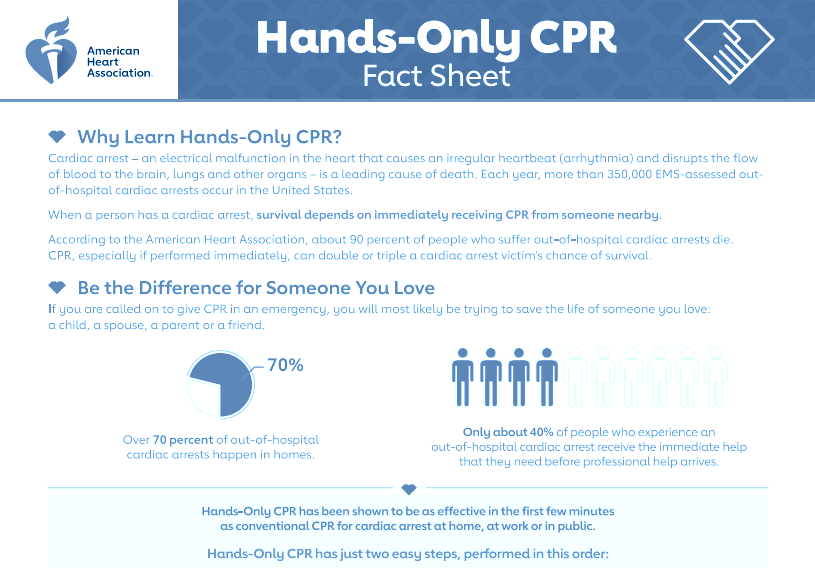 American
Heart
Association.
Hands-Only CPR
Fact Sheet
Why Learn Hands-Only CPR?
Cardiac arrest – an electrical malfunction in the heart that causes an irregular heartbeat (arrhythmia) and disrupts the flow
of blood to the brain, lungs and other organs – is a leading cause of death. Each year, more than 350,000 EMS-assessed out-
of-hospital cardiac arrests occur in the United States.
When a person has a cardiac arrest, survival depends on immediately receiving CPR from someone nearby.
According to the American Heart Association, about 90 percent of people who suffer out-of-hospital cardiac arrests die.
CPR, especially if performed immediately, can double or triple a cardiac arrest victim's chance of survival.
Be the Difference for Someone You Love
If you are called on to give CPR in an emergency, you will most likely be trying to save the life of someone you love:
a child, a spouse, a parent or a friend.
70%
Over 70 percent of out-of-hospital
cardiac arrests happen in homes.
Only about 40% of people who experience an
out-of-hospital cardiac arrest receive the immediate help
that they need before professional help arrives.
Hands-Only CPR has been shown to be as effective in the first few minutes
as conventional CPR for cardiac arrest at home, at work or in public.
Hands-Only CPR has just two easy steps, performed in this order: